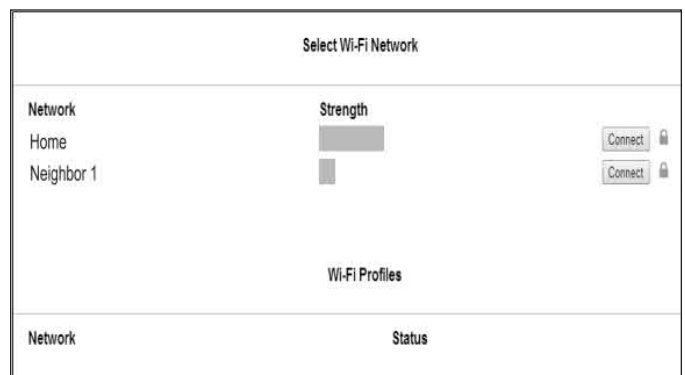 Select Wi-Fi Network
Network Strength
Home Connect
Neighbor 1 Connect
Wi-Fi Profiles
Network Status